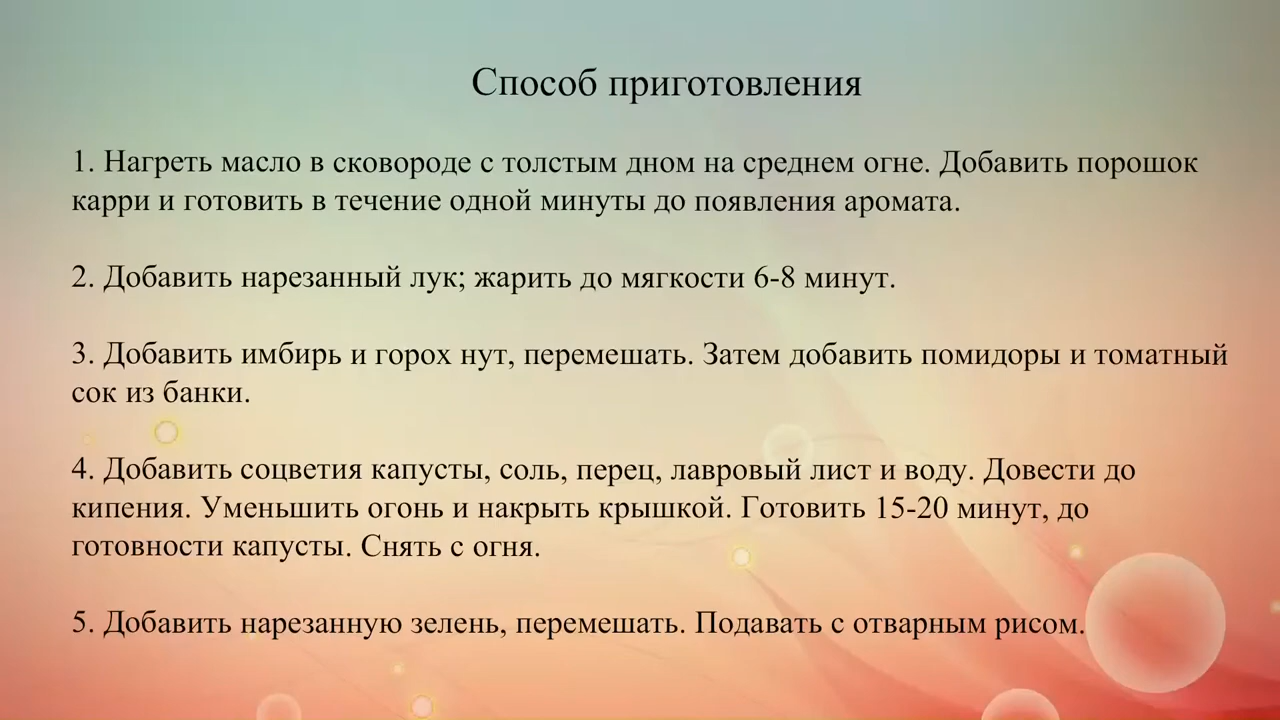 Способ приготовления
1. Нагреть масло в сковороде с толстым дном на среднем огне. Добавить порошок
карри и готовить в течение одной минуты до появления аромата.
2. Добавить нарезанный лук; жарить до мягкости 6-8 минут.
3. Добавить имбирь и горох нут, перемешать. Затем добавить помидоры и томатный
сок из банки.
4. Добавить соцветия капусты, соль, перец, лавровый лист и воду. Довести до
кипения. Уменьшить огонь и накрыть крышкой. Готовить 15-20 минут, до
готовности капусты. Снять с огня.
5. Добавить нарезанную зелень, перемешать. Подавать с отварным рисом.